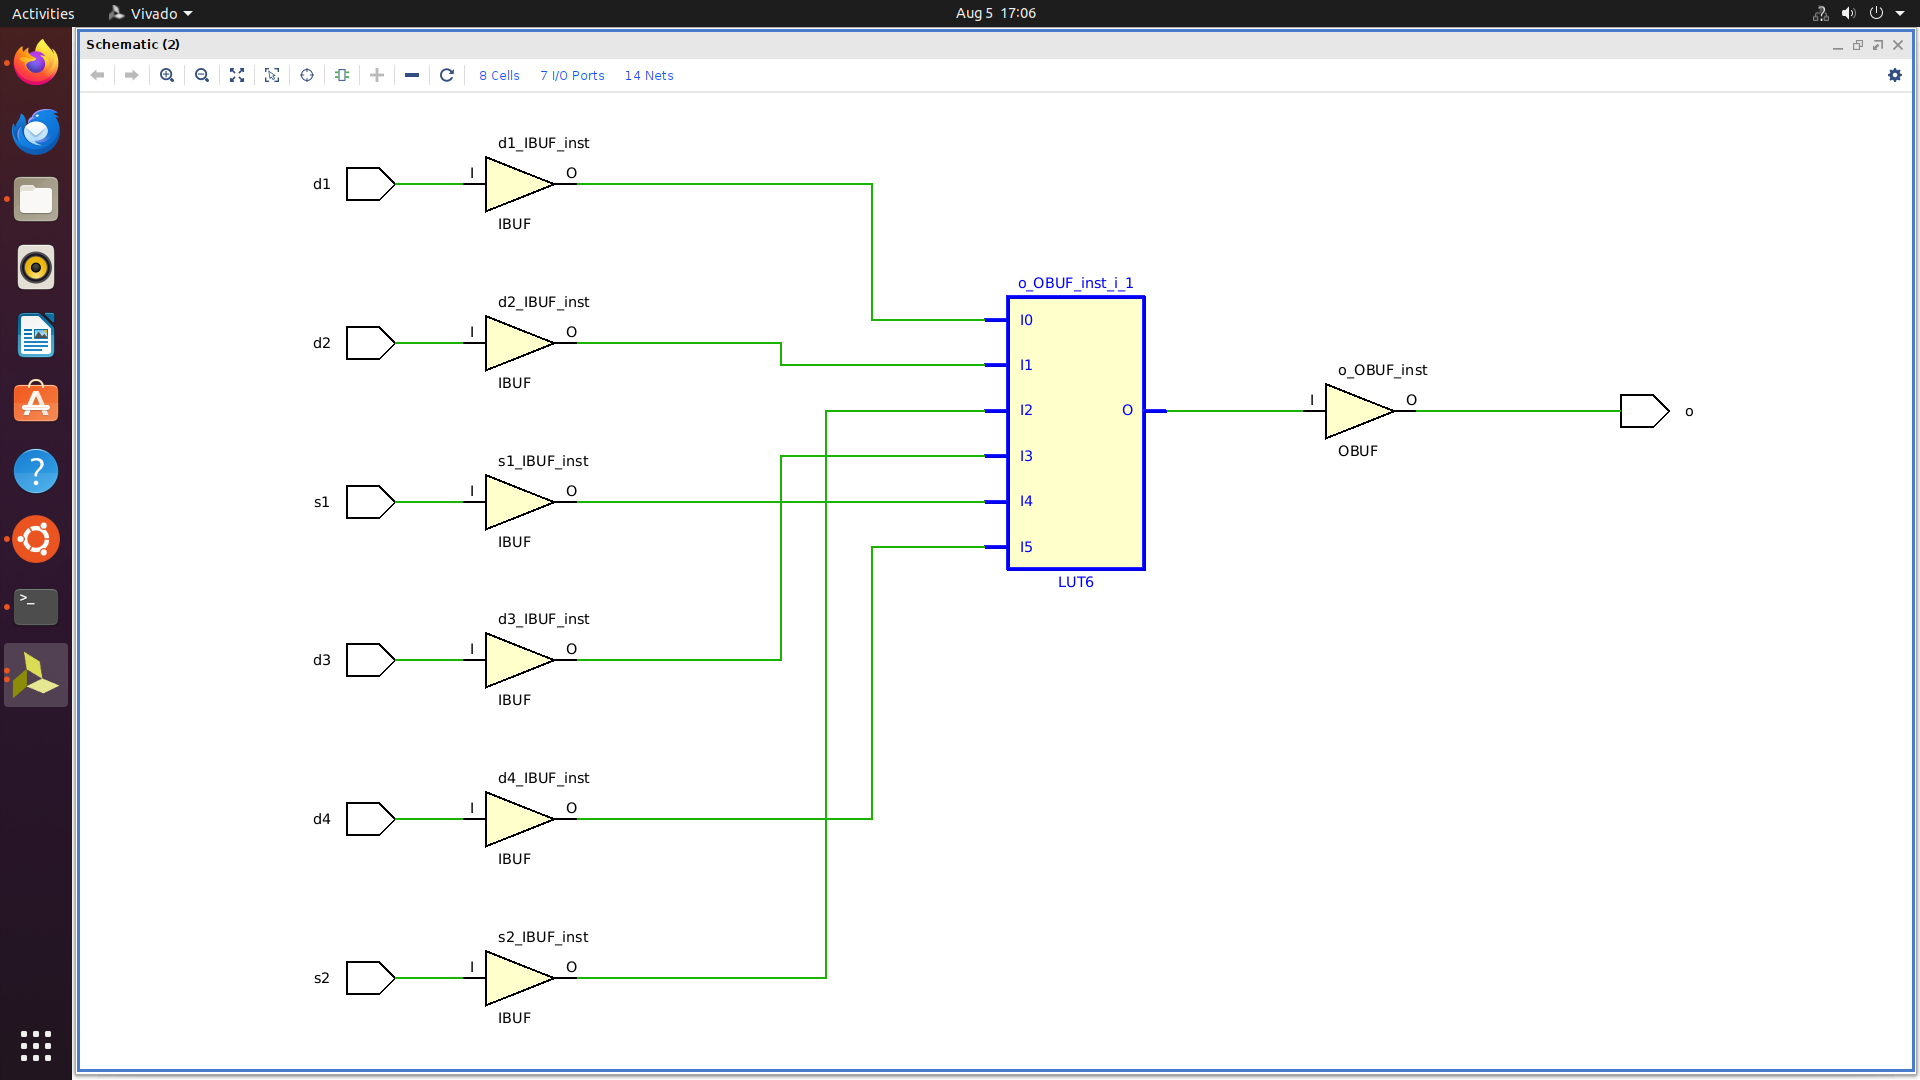 Activities Vivado Aug 5 17:06
Schematic (2)
8 Cells 7 I/O Ports 14 Nets
d1_IBUF_inst
d1 I O
IBUF
d2_IBUF_inst
d2 I O
IBUF
s1_IBUF_inst
s1 I O
IBUF
d3_IBUF_inst
d3 I O
IBUF
d4_IBUF_inst
d4 I O
IBUF
s2_IBUF_inst
s2 I O
IBUF
o_OBUF_inst_i_1
I0
I1
I2 O
I3
I4
I5
LUT6
o_OBUF_inst
I O o
OBUF